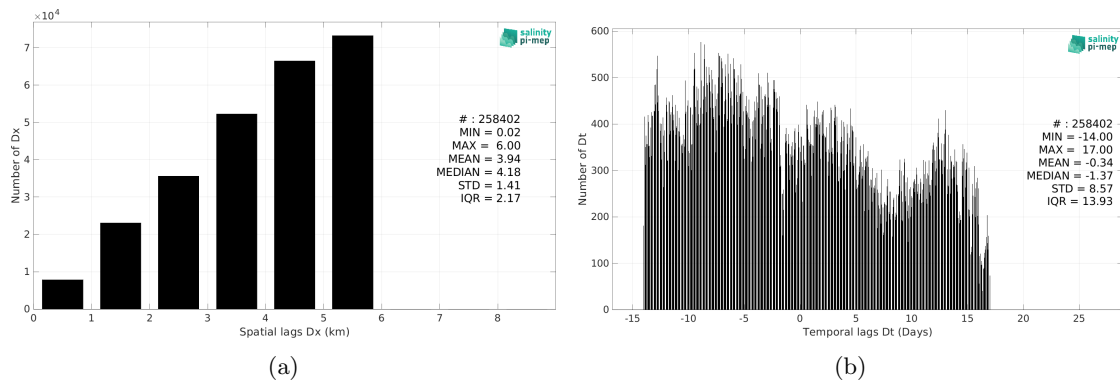 ×10⁴
7
6
5
4
3
2
1
0
Number of Dx
0 1 2 3 4 5 6 7 8
Spatial lags Dx (km)
salinity
pi-mep
# : 258402
MIN = 0.02
MAX = 6.00
MEAN = 3.94
MEDIAN = 4.18
STD = 1.41
IQR = 2.17
(a)
600
500
400
300
200
100
0
Number of Dt
-15 -10 -5 0 5 10 15 20 25
Temporal lags Dt (Days)
salinity
pi-mep
# : 258402
MIN = -14.00
MAX = 17.00
MEAN = -0.34
MEDIAN = -1.37
STD = 8.57
IQR = 13.93
(b)